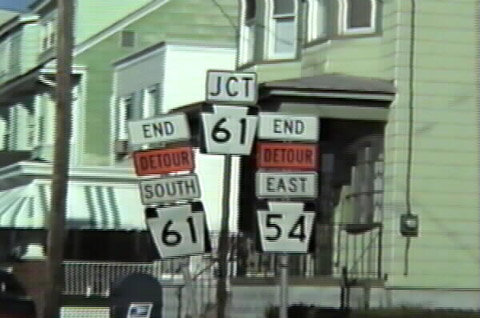 JCT
61
END
DETOUR
SOUTH
61
END
DETOUR
EAST
54